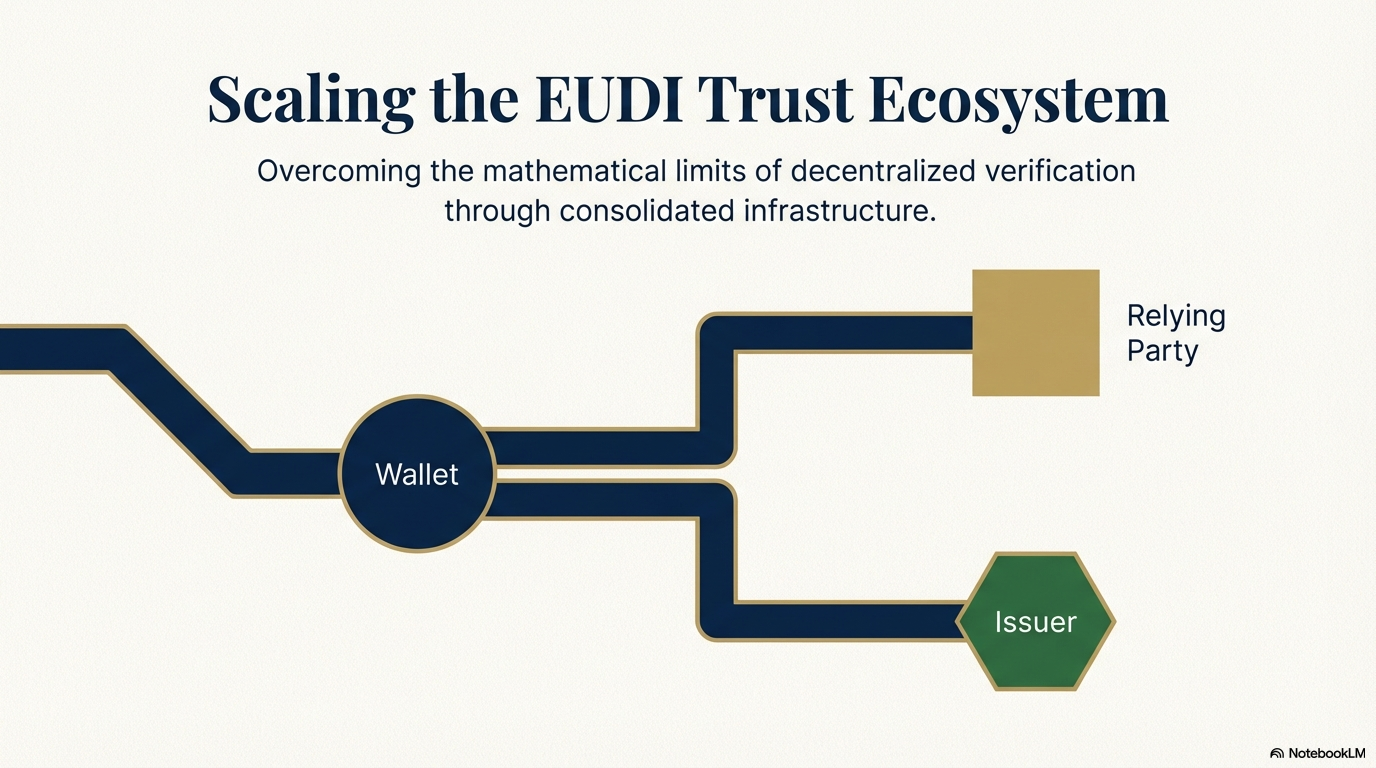 Scaling the EUDI Trust Ecosystem
Overcoming the mathematical limits of decentralized verification
through consolidated infrastructure.
Relying
Party
Wallet
Issuer
NotebookLM